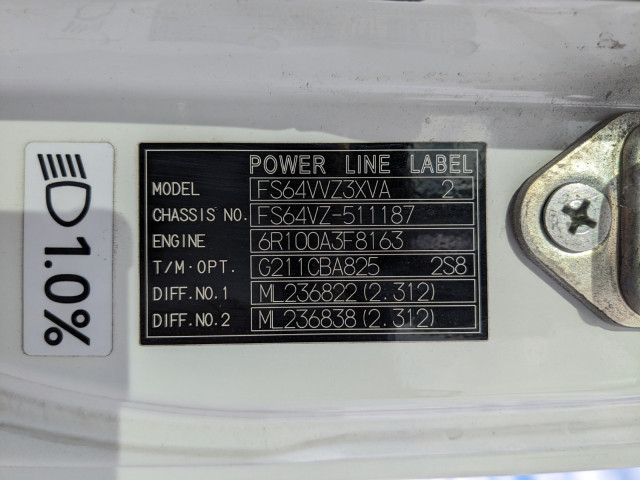 POWER LINE LABEL
MODEL FS64VVZ3XVA 2
CHASSIS NO. FS64VZ-511187
ENGINE 6R100A3F8163
T/M·OPT. G211CBA825 2S8
DIFF.NO.1 ML236822(2.312)
DIFF.NO.2 ML236838(2.312)
1.0%